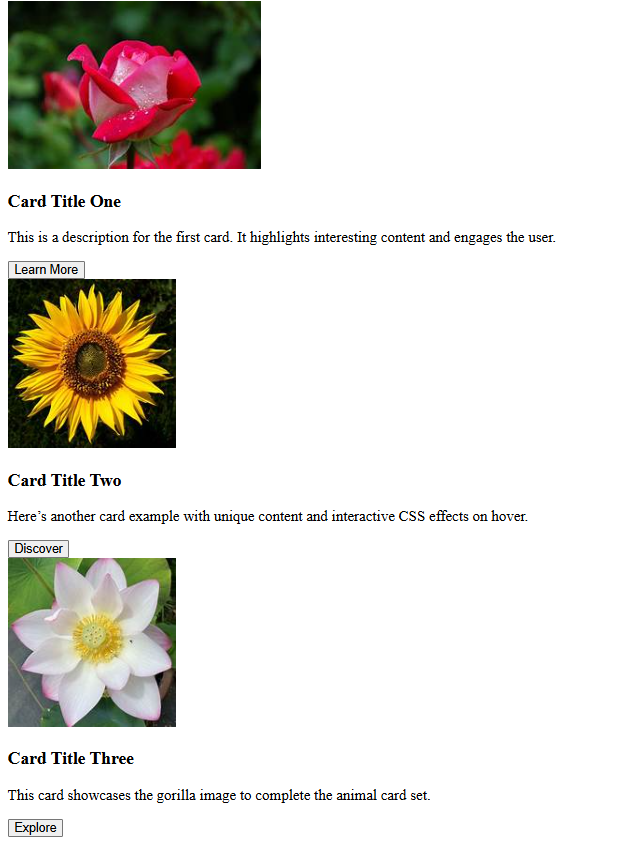 Card Title One
This is a description for the first card. It highlights interesting content and engages the user.
Learn More
Card Title Two
Here’s another card example with unique content and interactive CSS effects on hover.
Discover
Card Title Three
This card showcases the gorilla image to complete the animal card set.
Explore